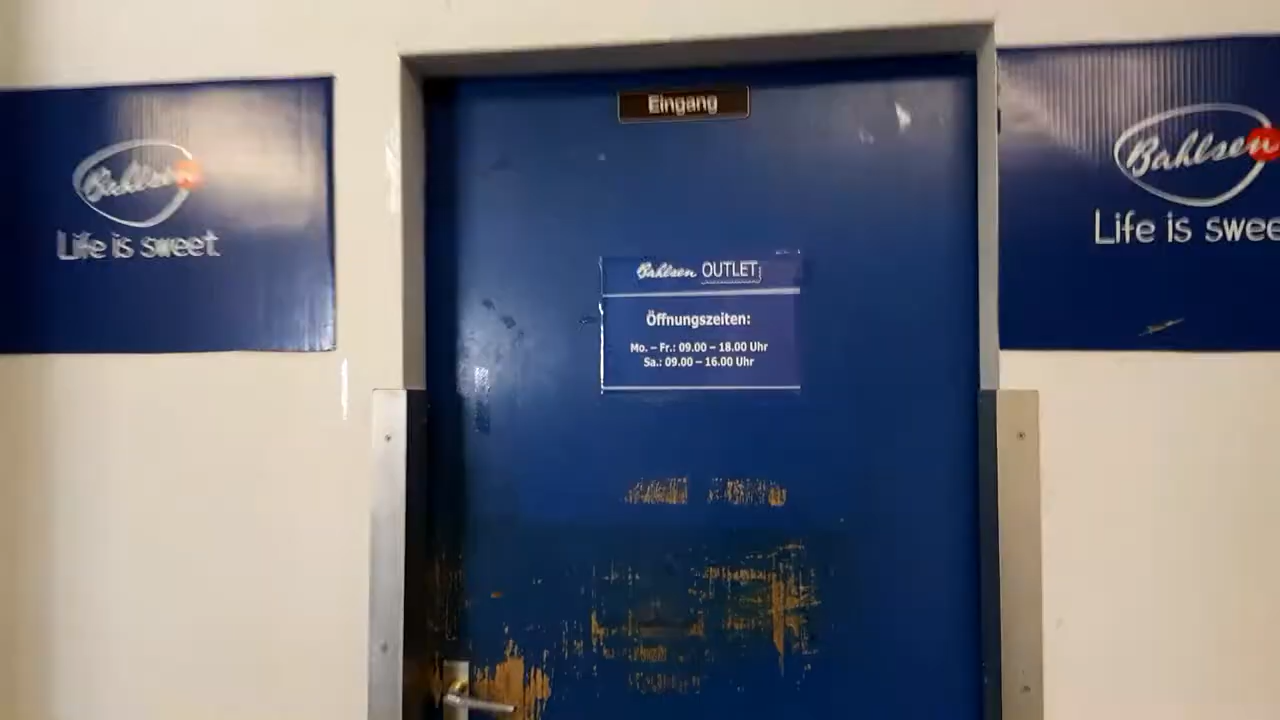 Eingang
Bahlsen
Life is sweet
Bahlsen OUTLET
Öffnungszeiten:
Mo. – Fr.: 09.00 – 18.00 Uhr
Sa.: 09.00 – 16.00 Uhr
Bahlsen
Life is swee